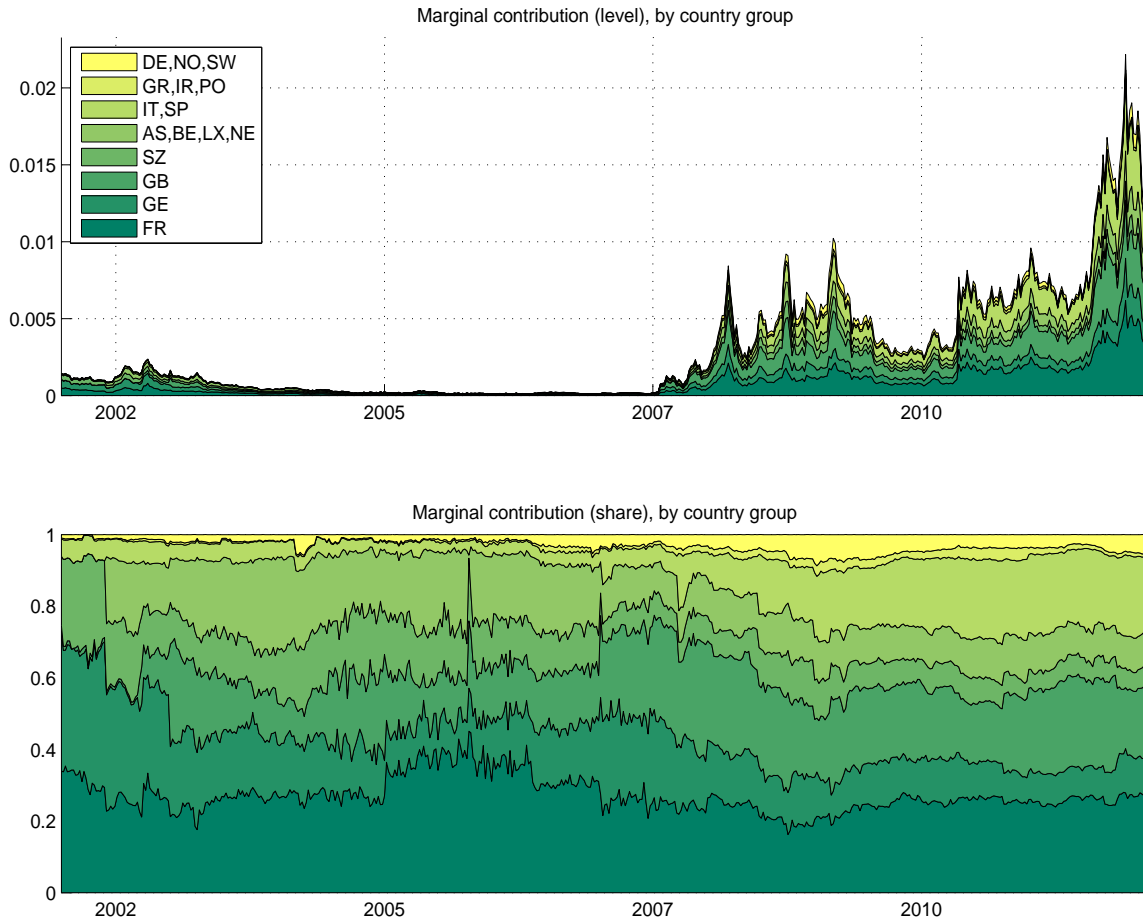 Marginal contribution (level), by country group
DE,NO,SW
GR,IR,PO
IT,SP
AS,BE,LX,NE
SZ
GB
GE
FR
0.02
0.015
0.01
0.005
0
2002 2005 2007 2010
Marginal contribution (share), by country group
1
0.8
0.6
0.4
0.2
0
2002 2005 2007 2010